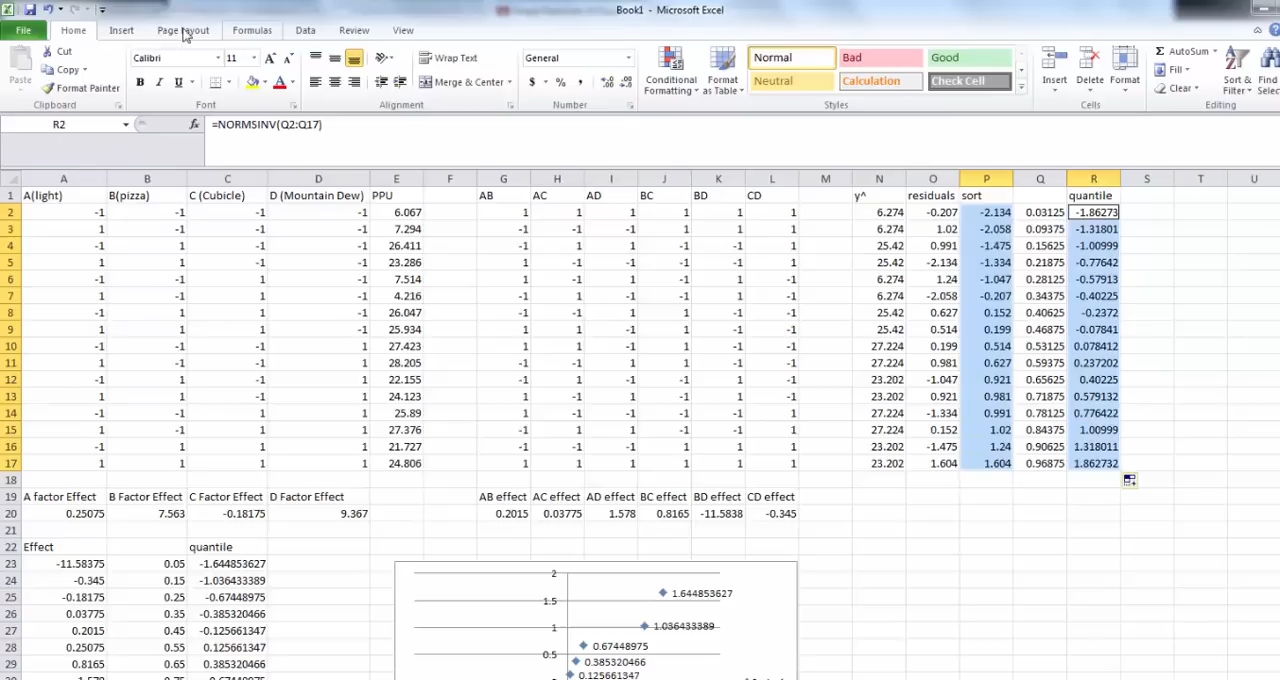 Book1 - Microsoft Excel
File Home Insert Page Layout Formulas Data Review View
Cut
Copy
Format Painter
Paste
Clipboard
Calibri 11
B I U
Font
Wrap Text
Merge & Center
Alignment
General
$ % ,
Number
Conditional Formatting
Format as Table
Normal Bad Good
Neutral Calculation Check Cell
Styles
Insert Delete Format
Cells
AutoSum
Fill
Clear
Sort & Filter
Editing
R2 fx =NORMSINV(Q2:Q17)
A B C D E F G H I J K L M N O P Q R S T U
1 A(light) B(pizza) C (Cubicle) D (Mountain Dew) PPU AB AC AD BC BD CD y^ residuals sort quantile
2 -1 -1 -1 -1 6.067 1 1 1 1 1 1 6.274 -0.207 -2.134 0.03125 -1.86273
3 1 -1 -1 -1 7.294 -1 -1 -1 1 1 1 6.274 1.02 -2.058 0.09375 -1.31801
4 -1 1 -1 -1 26.411 -1 1 1 -1 -1 1 25.42 0.991 -1.475 0.15625 -1.00999
5 1 1 -1 -1 23.286 1 -1 -1 -1 -1 1 25.42 -2.134 -1.334 0.21875 -0.77642
6 -1 -1 1 -1 7.514 1 -1 1 -1 1 -1 6.274 1.24 -1.047 0.28125 -0.57913
7 1 -1 1 -1 4.216 -1 1 -1 -1 1 -1 6.274 -2.058 -0.207 0.34375 -0.40225
8 -1 1 1 -1 26.047 -1 -1 1 1 -1 -1 25.42 0.627 0.152 0.40625 -0.2372
9 1 1 1 -1 25.934 1 1 -1 1 -1 -1 25.42 0.514 0.199 0.46875 -0.07841
10 -1 -1 -1 1 27.423 1 1 -1 1 -1 -1 27.224 0.199 0.514 0.53125 0.078412
11 1 -1 -1 1 28.205 -1 -1 1 1 -1 -1 27.224 0.981 0.627 0.59375 0.237202
12 -1 1 -1 1 22.155 -1 1 -1 -1 1 -1 23.202 -1.047 0.921 0.65625 0.40225
13 1 1 -1 1 24.123 1 -1 1 -1 1 -1 23.202 0.921 0.981 0.71875 0.579132
14 -1 -1 1 1 25.89 1 -1 -1 -1 -1 1 27.224 -1.334 0.991 0.78125 0.776422
15 1 -1 1 1 27.376 -1 1 1 -1 -1 1 27.224 0.152 1.02 0.84375 1.00999
16 -1 1 1 1 21.727 -1 -1 -1 1 1 1 23.202 -1.475 1.24 0.90625 1.318011
17 1 1 1 1 24.806 1 1 1 1 1 1 23.202 1.604 1.604 0.96875 1.862732
18
19 A factor Effect B Factor Effect C Factor Effect D Factor Effect AB effect AC effect AD effect BC effect BD effect CD effect
20 0.25075 7.563 -0.18175 9.367 0.2015 0.03775 1.578 0.8165 -11.5838 -0.345
21
22 Effect quantile
23 -11.58375 0.05 -1.644853627
24 -0.345 0.15 -1.036433389
25 -0.18175 0.25 -0.67448975
26 0.03775 0.35 -0.385320466
27 0.2015 0.45 -0.125661347
28 0.25075 0.55 0.125661347
29 0.8165 0.65 0.385320466
2
1.644853627
1.5
1
1.036433389
0.67448975
0.5
0.385320466
0.125661347